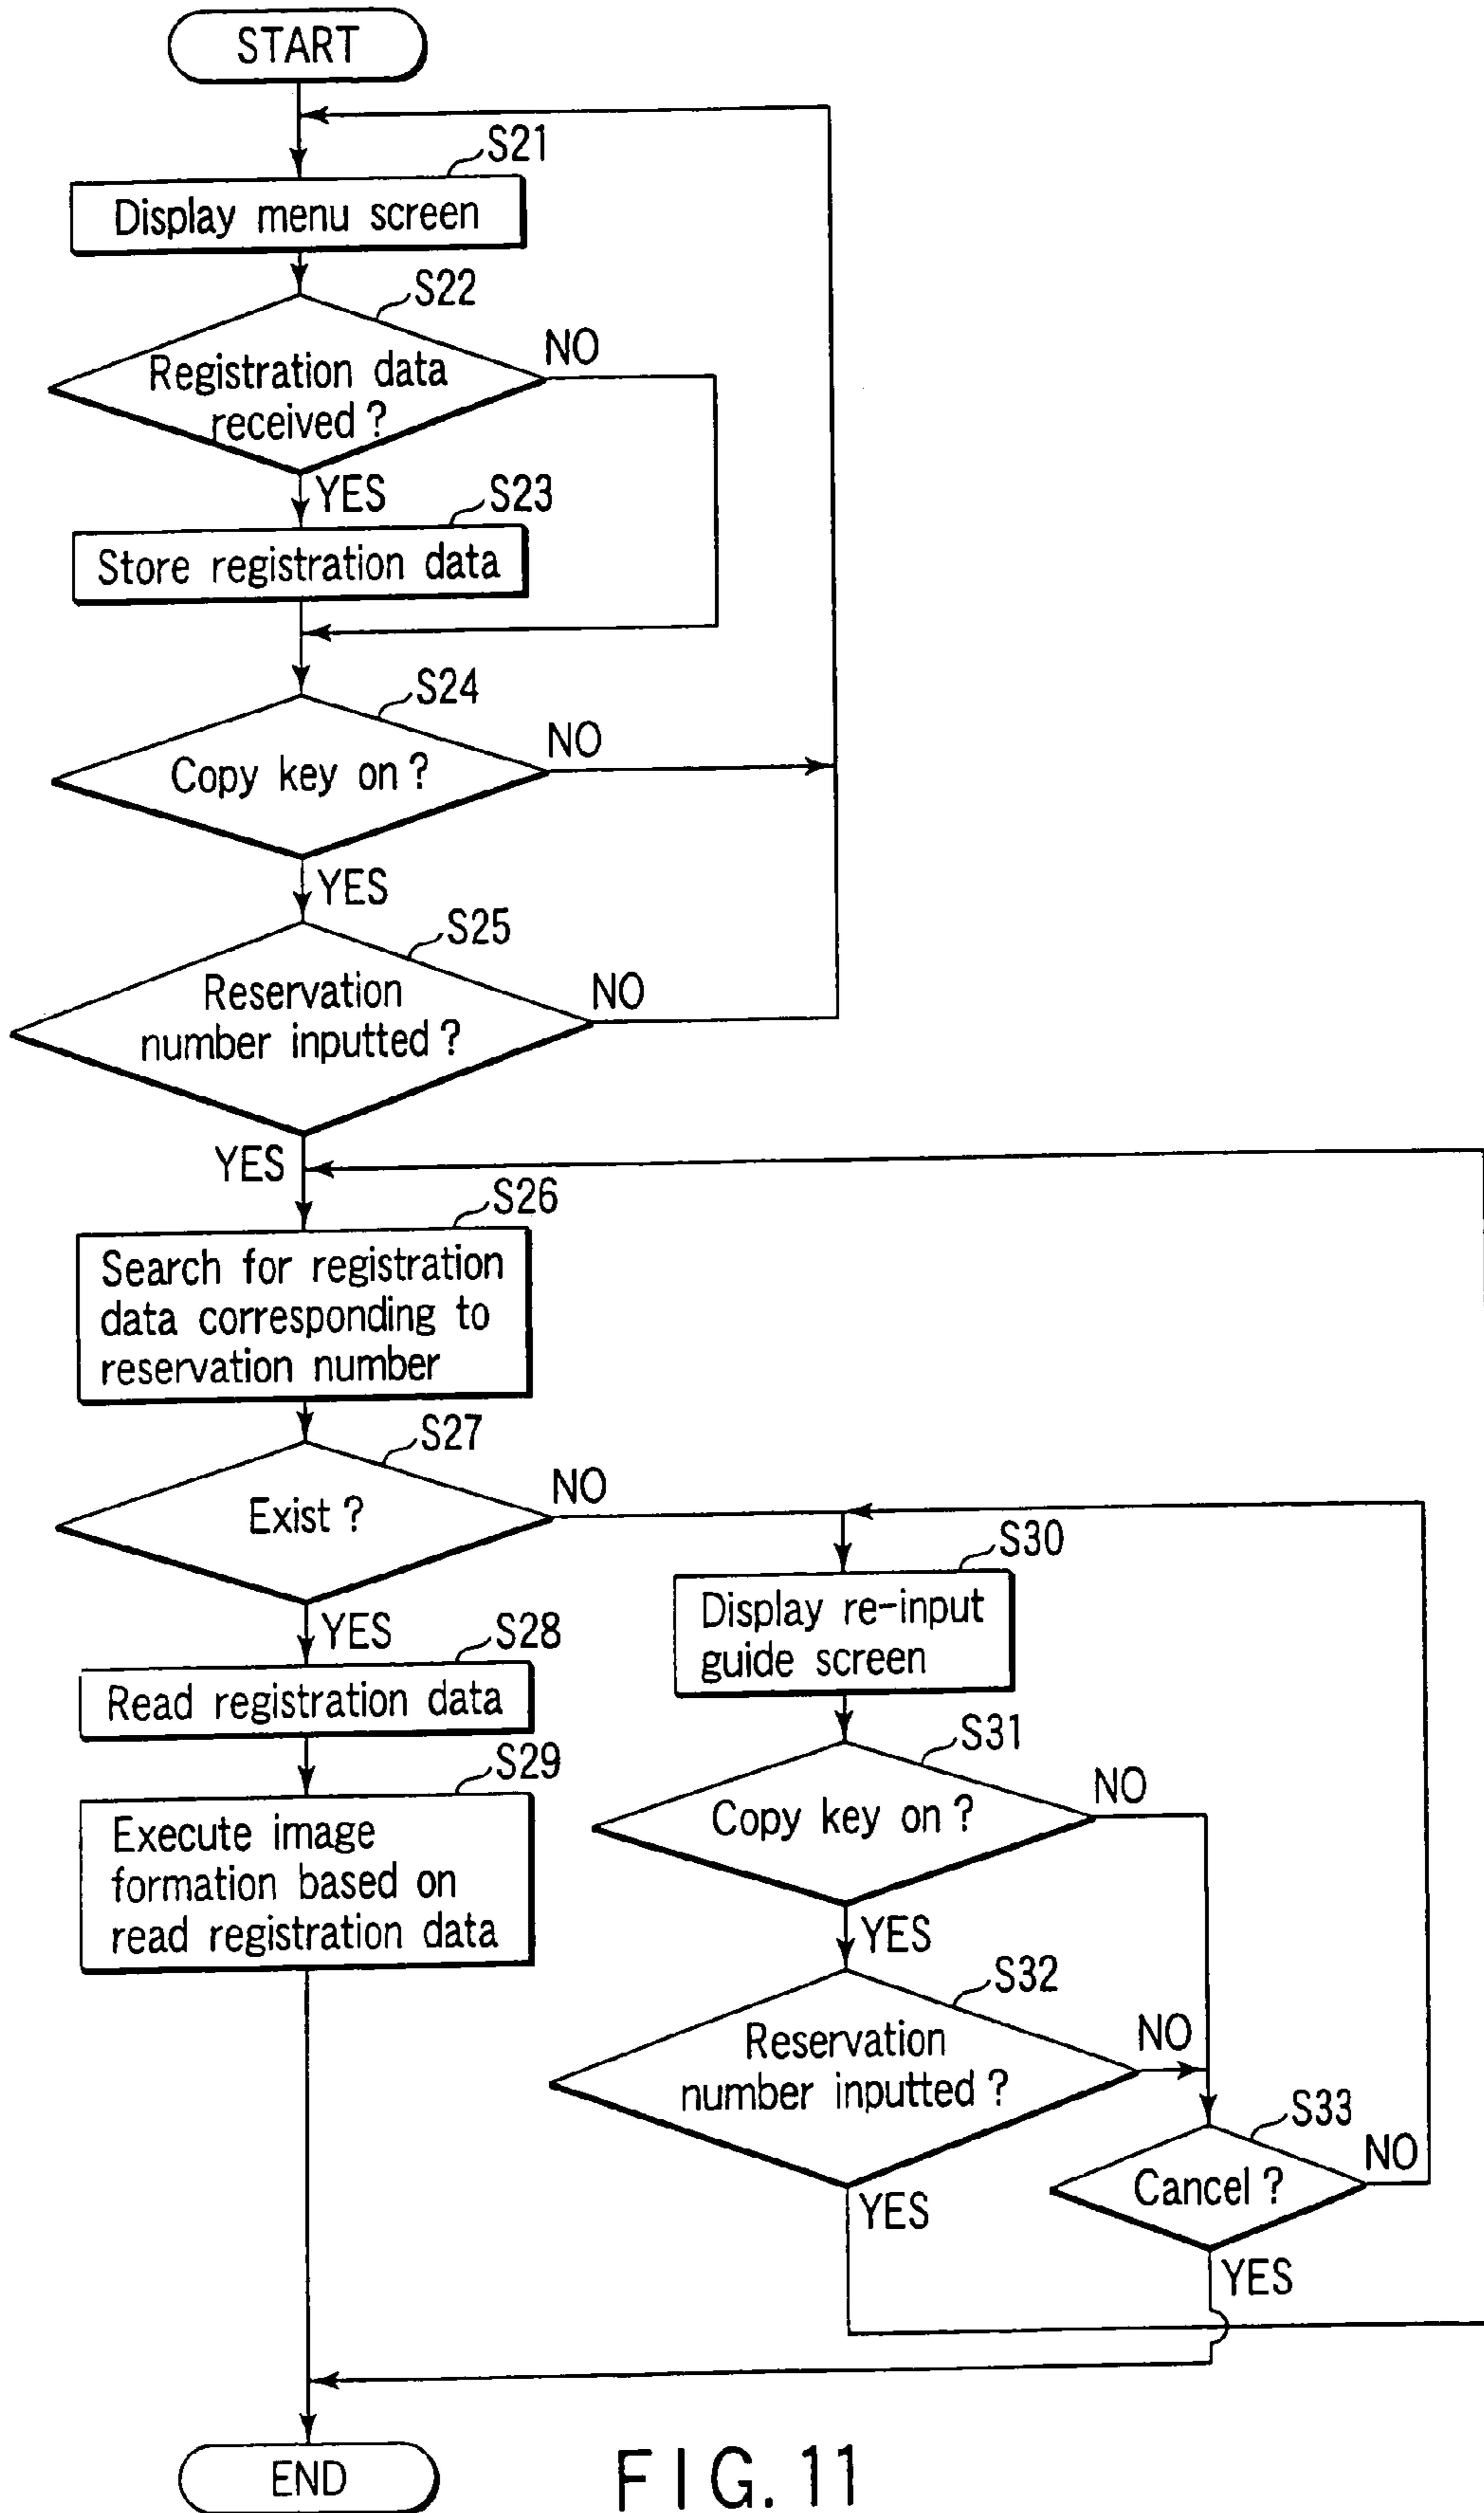 START
S21
Display menu screen
S22
Registration data
received ?
NO
YES
S23
Store registration data
S24
Copy key on ?
NO
YES
S25
Reservation
number inputted ?
NO
YES
S26
Search for registration
data corresponding to
reservation number
S27
Exist ?
NO
YES
S28
Read registration data
S29
Execute image
formation based on
read registration data
S30
Display re-input
guide screen
S31
Copy key on ?
NO
YES
S32
Reservation
number inputted ?
NO
YES
S33
Cancel ?
NO
YES
END
FIG. 11